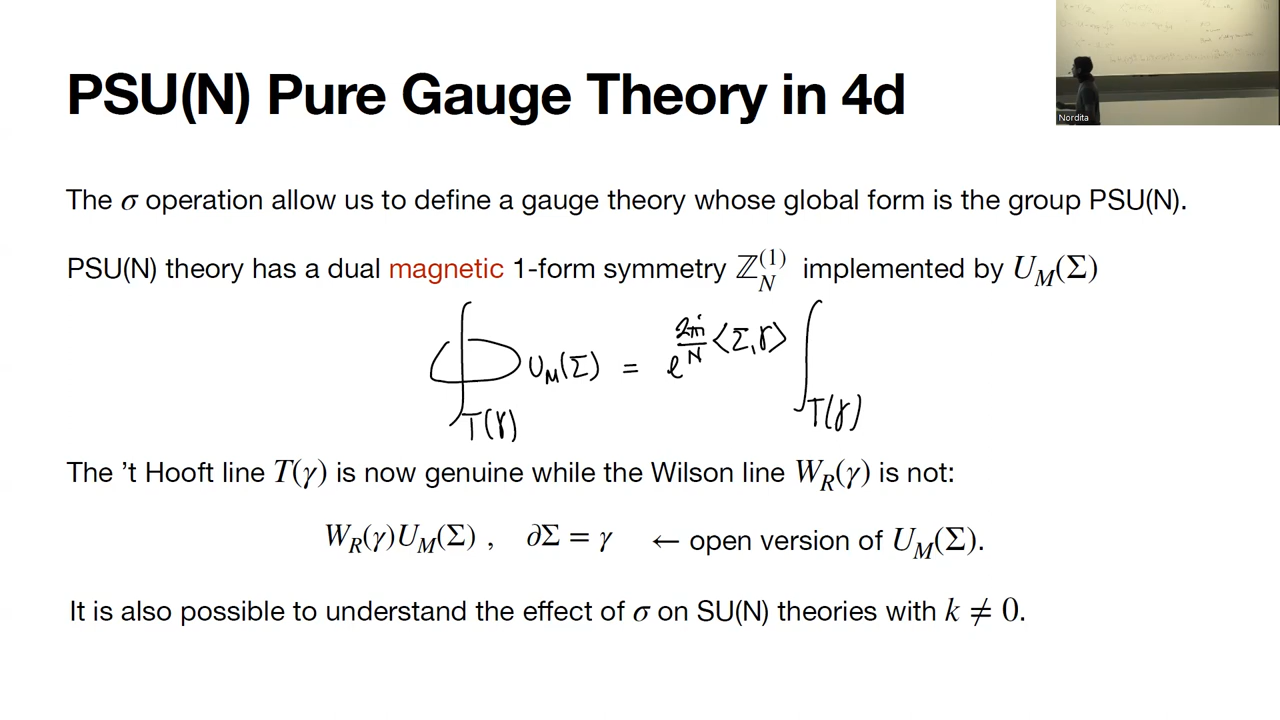 PSU(N) Pure Gauge Theory in 4d
Nordita
The σ operation allow us to define a gauge theory whose global form is the group PSU(N).
PSU(N) theory has a dual magnetic 1-form symmetry ℤ_N^{(1)} implemented by U_M(Σ)
U_M(Σ) = e^{\frac{2πi}{N}⟨Σ,γ⟩}
T(γ) T(γ)
The ’t Hooft line T(γ) is now genuine while the Wilson line W_R(γ) is not:
W_R(γ)U_M(Σ) , ∂Σ = γ ← open version of U_M(Σ).
It is also possible to understand the effect of σ on SU(N) theories with k ≠ 0.